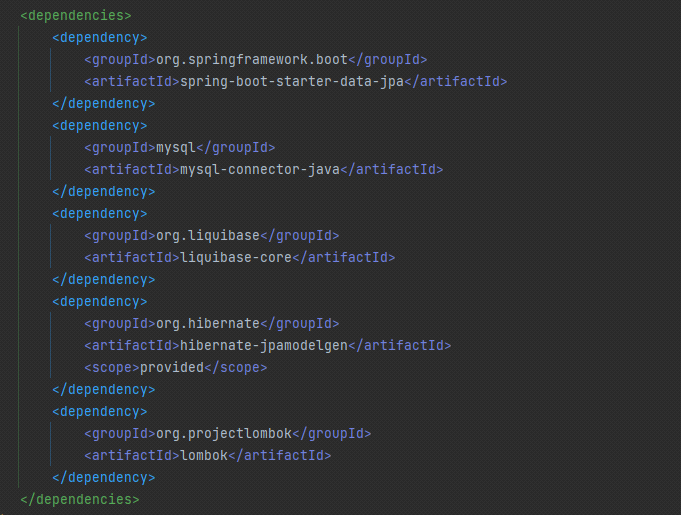 <dependencies>
<dependency>
<groupId>org.springframework.boot</groupId>
<artifactId>spring-boot-starter-data-jpa</artifactId>
</dependency>
<dependency>
<groupId>mysql</groupId>
<artifactId>mysql-connector-java</artifactId>
</dependency>
<dependency>
<groupId>org.liquibase</groupId>
<artifactId>liquibase-core</artifactId>
</dependency>
<dependency>
<groupId>org.hibernate</groupId>
<artifactId>hibernate-jpamodelgen</artifactId>
<scope>provided</scope>
</dependency>
<dependency>
<groupId>org.projectlombok</groupId>
<artifactId>lombok</artifactId>
</dependency>
</dependencies>